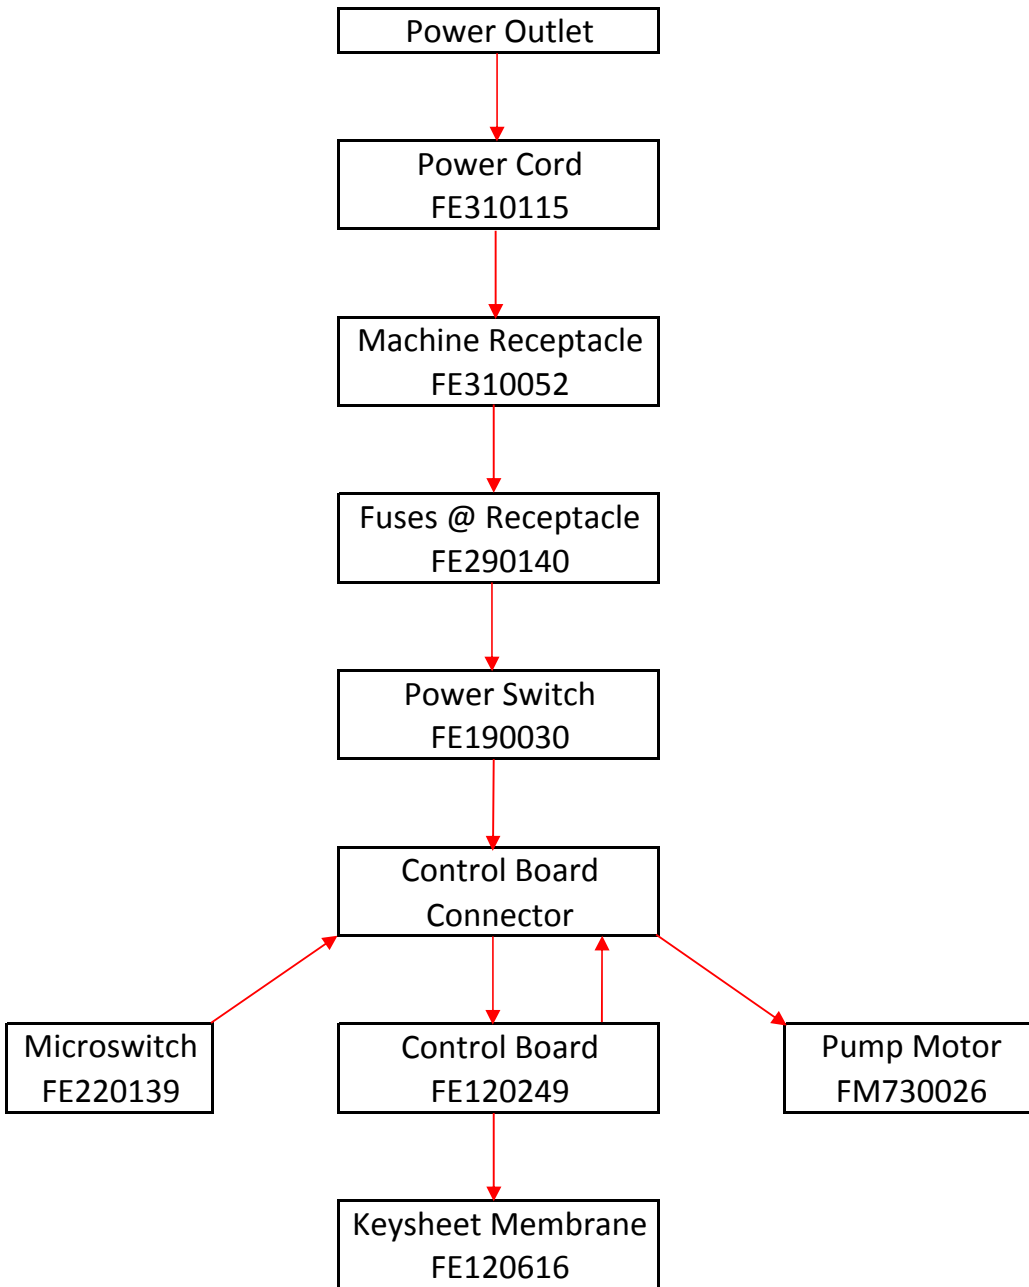 Power Outlet
Power Cord
FE310115
Machine Receptacle
FE310052
Fuses @ Receptacle
FE290140
Power Switch
FE190030
Control Board
Connector
Microswitch
FE220139
Control Board
FE120249
Pump Motor
FM730026
Keysheet Membrane
FE120616